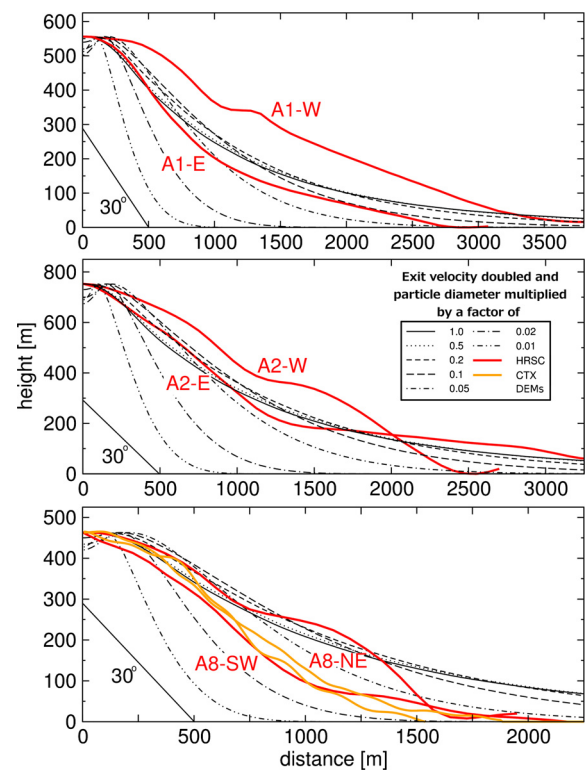 600
500
400
300
200
100
0
A1-W
A1-E
30°
0 500 1000 1500 2000 2500 3000 3500
800
600
400
200
0
height [m]
Exit velocity doubled and
particle diameter multiplied
by a factor of
1.0 0.02
0.5 0.01
0.2 HRSC
0.1 CTX
0.05 DEMs
A2-W
A2-E
30°
0 500 1000 1500 2000 2500 3000
500
400
300
200
100
0
A8-SW
A8-NE
30°
0 500 1000 1500 2000
distance [m]